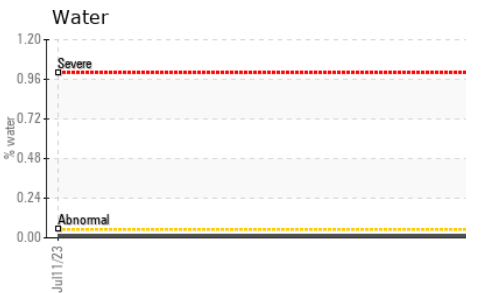 Water
1.20
Severe
0.96
0.72
% water
0.48
0.24
Abnormal
0.00
Jul11/23